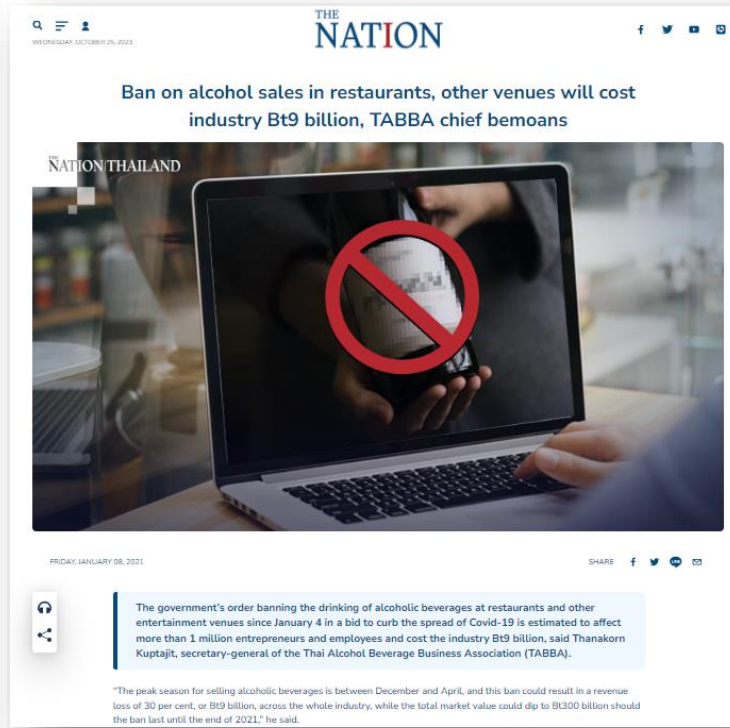 THE
NATION
WEDNESDAY, OCTOBER 25, 2023
Ban on alcohol sales in restaurants, other venues will cost
industry Bt9 billion, TABBA chief bemoans
THE
NATION THAILAND
FRIDAY, JANUARY 08, 2021
SHARE
LINE
The government's order banning the drinking of alcoholic beverages at restaurants and other
entertainment venues since January 4 in a bid to curb the spread of Covid-19 is estimated to affect
more than 1 million entrepreneurs and employees and cost the industry Bt9 billion, said Thanakorn
Kuptajit, secretary-general of the Thai Alcohol Beverage Business Association (TABBA).
"The peak season for selling alcoholic beverages is between December and April, and this ban could result in a revenue
loss of 30 per cent, or Bt9 billion, across the whole industry, while the total market value could dip to Bt300 billion should
the ban last until the end of 2021," he said.